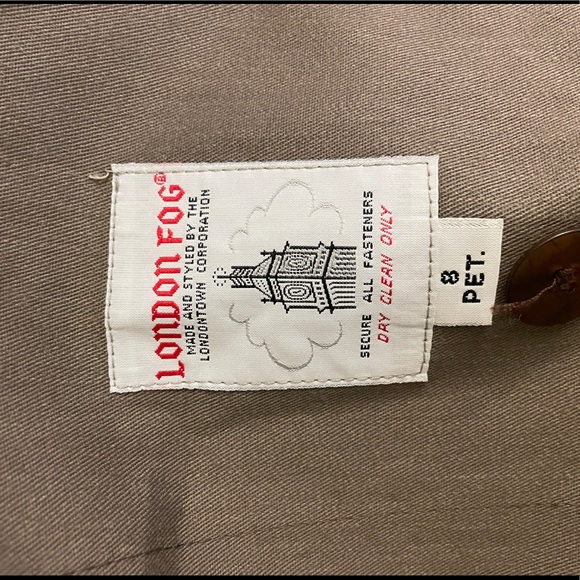 LONDON FOG®
MADE AND STYLED BY THE
LONDONTOWN CORPORATION
SECURE ALL FASTENERS
DRY CLEAN ONLY
8
PET.